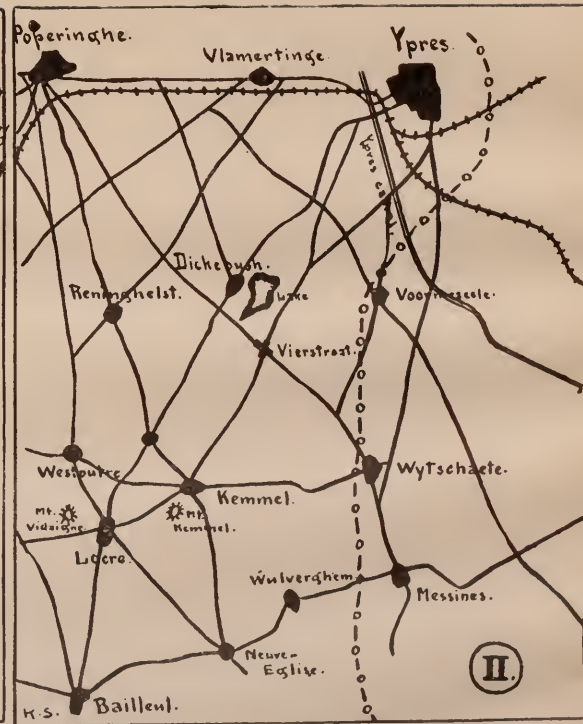 Poperinghe.
Vlamertinge.
Ypres.
Ypres
Dickebush.
Reninghelst.
Voormezeele.
Vierstraat.
Westoutre
Wytschaete.
Kemmel.
Mt.
Vidaigne.
Mt.
Kemmel.
Locre.
Wulverghem.
Messines.
Neuve-
Eglise.
II.
K.S.
Bailleul.